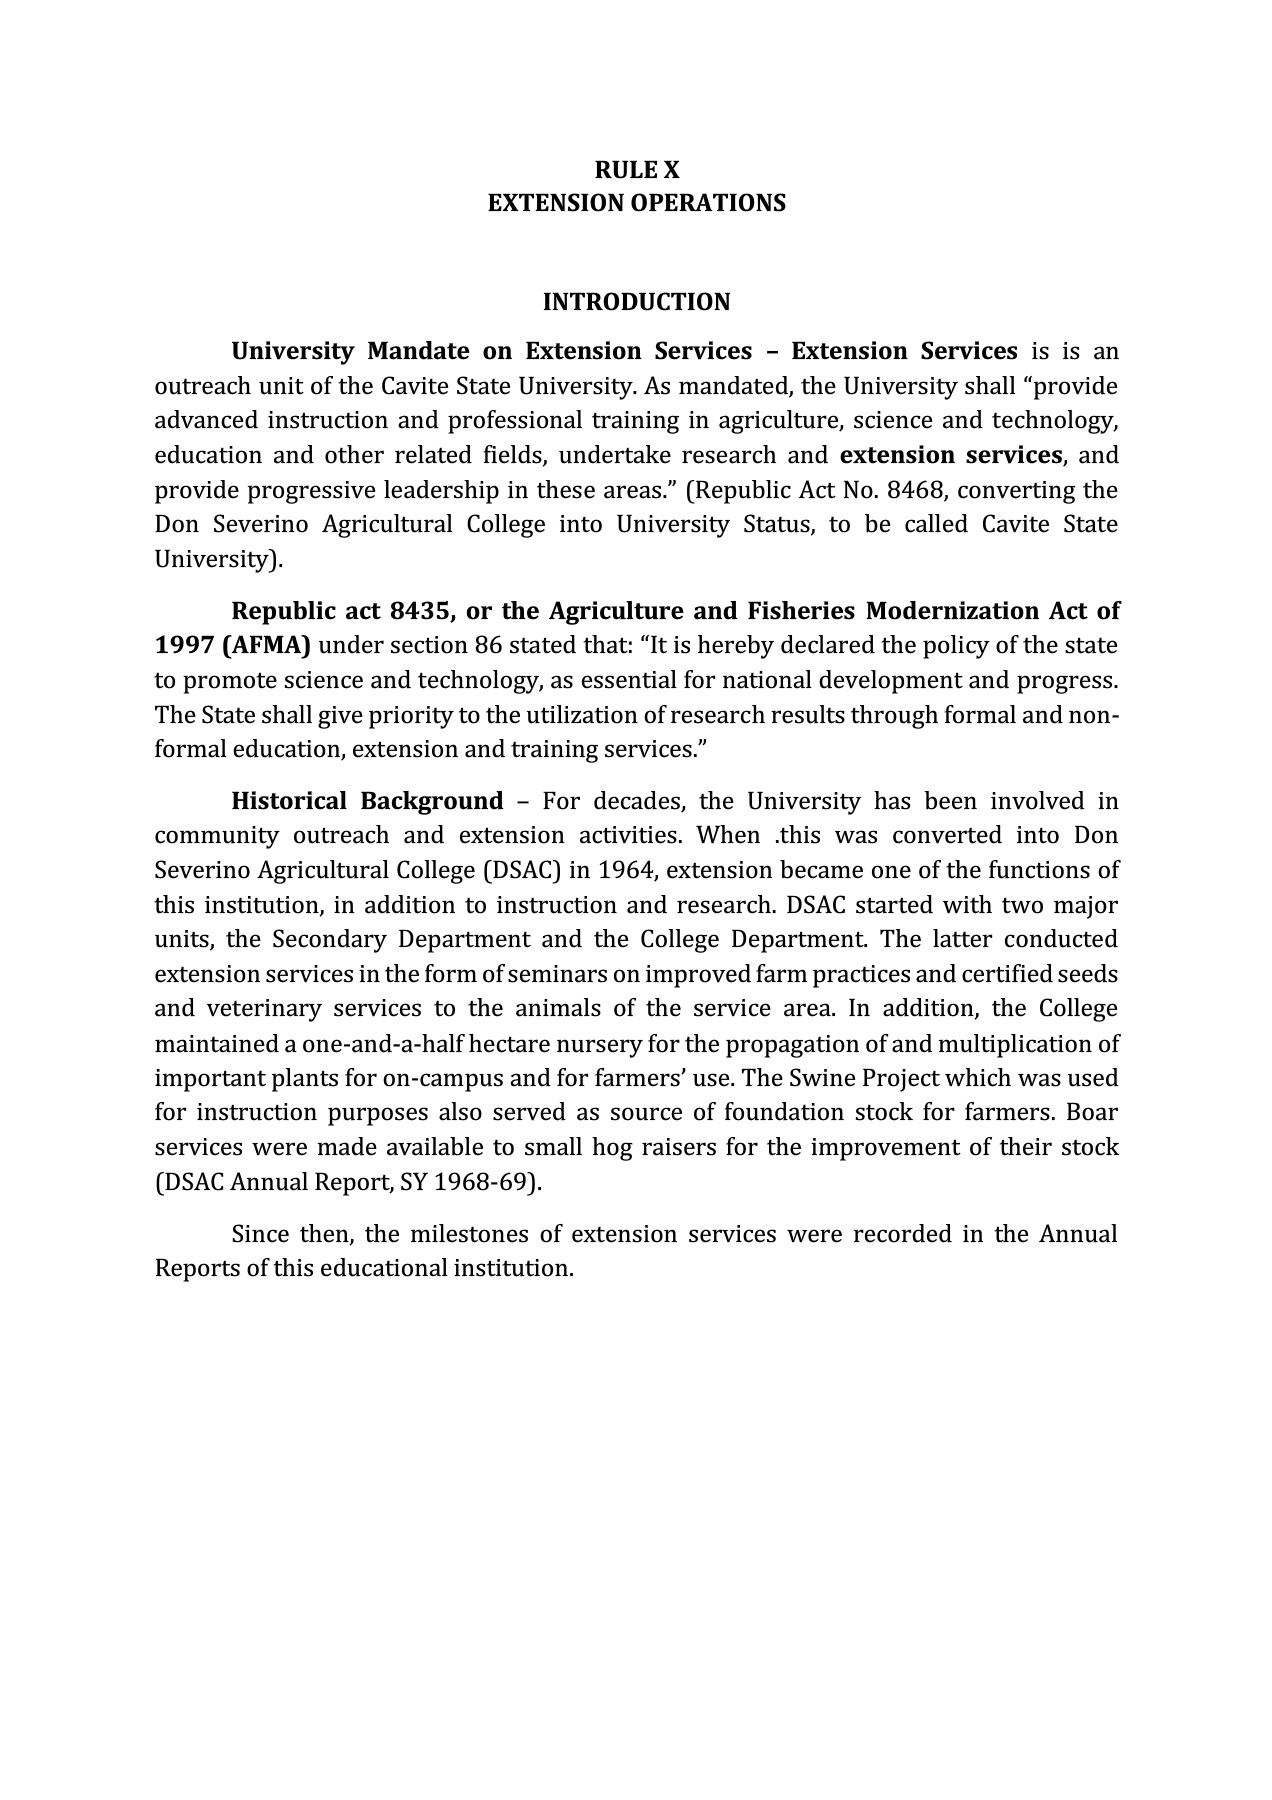 RULE X
EXTENSION OPERATIONS
INTRODUCTION
University Mandate on Extension Services – Extension Services is is an
outreach unit of the Cavite State University. As mandated, the University shall “provide
advanced instruction and professional training in agriculture, science and technology,
education and other related fields, undertake research and extension services, and
provide progressive leadership in these areas.” (Republic Act No. 8468, converting the
Don Severino Agricultural College into University Status, to be called Cavite State
University).
Republic act 8435, or the Agriculture and Fisheries Modernization Act of
1997 (AFMA) under section 86 stated that: “It is hereby declared the policy of the state
to promote science and technology, as essential for national development and progress.
The State shall give priority to the utilization of research results through formal and non-
formal education, extension and training services.”
Historical Background – For decades, the University has been involved in
community outreach and extension activities. When .this was converted into Don
Severino Agricultural College (DSAC) in 1964, extension became one of the functions of
this institution, in addition to instruction and research. DSAC started with two major
units, the Secondary Department and the College Department. The latter conducted
extension services in the form of seminars on improved farm practices and certified seeds
and veterinary services to the animals of the service area. In addition, the College
maintained a one-and-a-half hectare nursery for the propagation of and multiplication of
important plants for on-campus and for farmers’ use. The Swine Project which was used
for instruction purposes also served as source of foundation stock for farmers. Boar
services were made available to small hog raisers for the improvement of their stock
(DSAC Annual Report, SY 1968-69).
Since then, the milestones of extension services were recorded in the Annual
Reports of this educational institution.